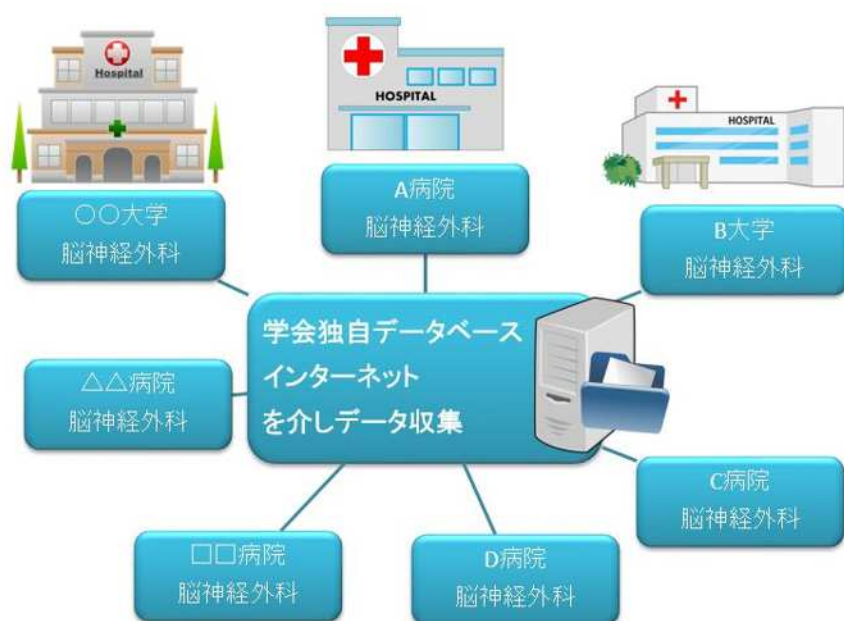 Hospital
HOSPITAL
HOSPITAL
〇〇大学
脳神経外科
A病院
脳神経外科
B大学
脳神経外科
学会独自データベース
インターネット
を介しデータ収集
△△病院
脳神経外科
C病院
脳神経外科
□□病院
脳神経外科
D病院
脳神経外科